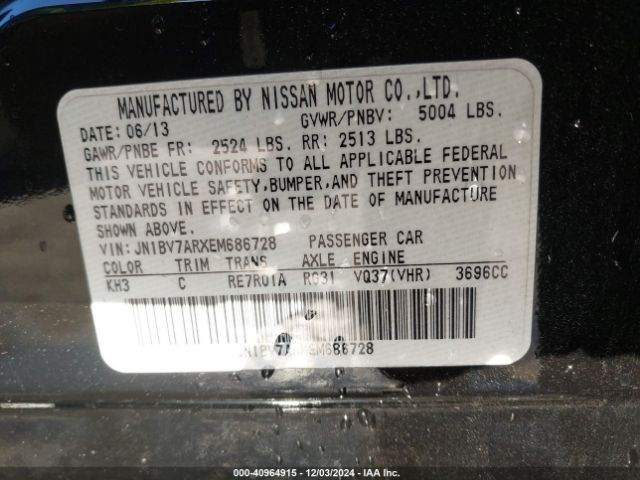 MANUFACTURED BY NISSAN MOTOR CO.,LTD.
DATE: 06/13 GVWR/PNBV: 5004 LBS.
GAWR/PNBE FR: 2524 LBS. RR: 2513 LBS.
THIS VEHICLE CONFORMS TO ALL APPLICABLE FEDERAL
MOTOR VEHICLE SAFETY,BUMPER,AND THEFT PREVENTION
STANDARDS IN EFFECT ON THE DATE OF MANUFACTURE
SHOWN ABOVE.
VIN: JN1BV7ARXEM686728 PASSENGER CAR
COLOR TRIM TRANS AXLE ENGINE
KH3 C RE7R01A RG31 VQ37(VHR) 3696CC
JN1BV7ARXEM686728
000-40964915 - 12/03/2024 - IAA Inc.